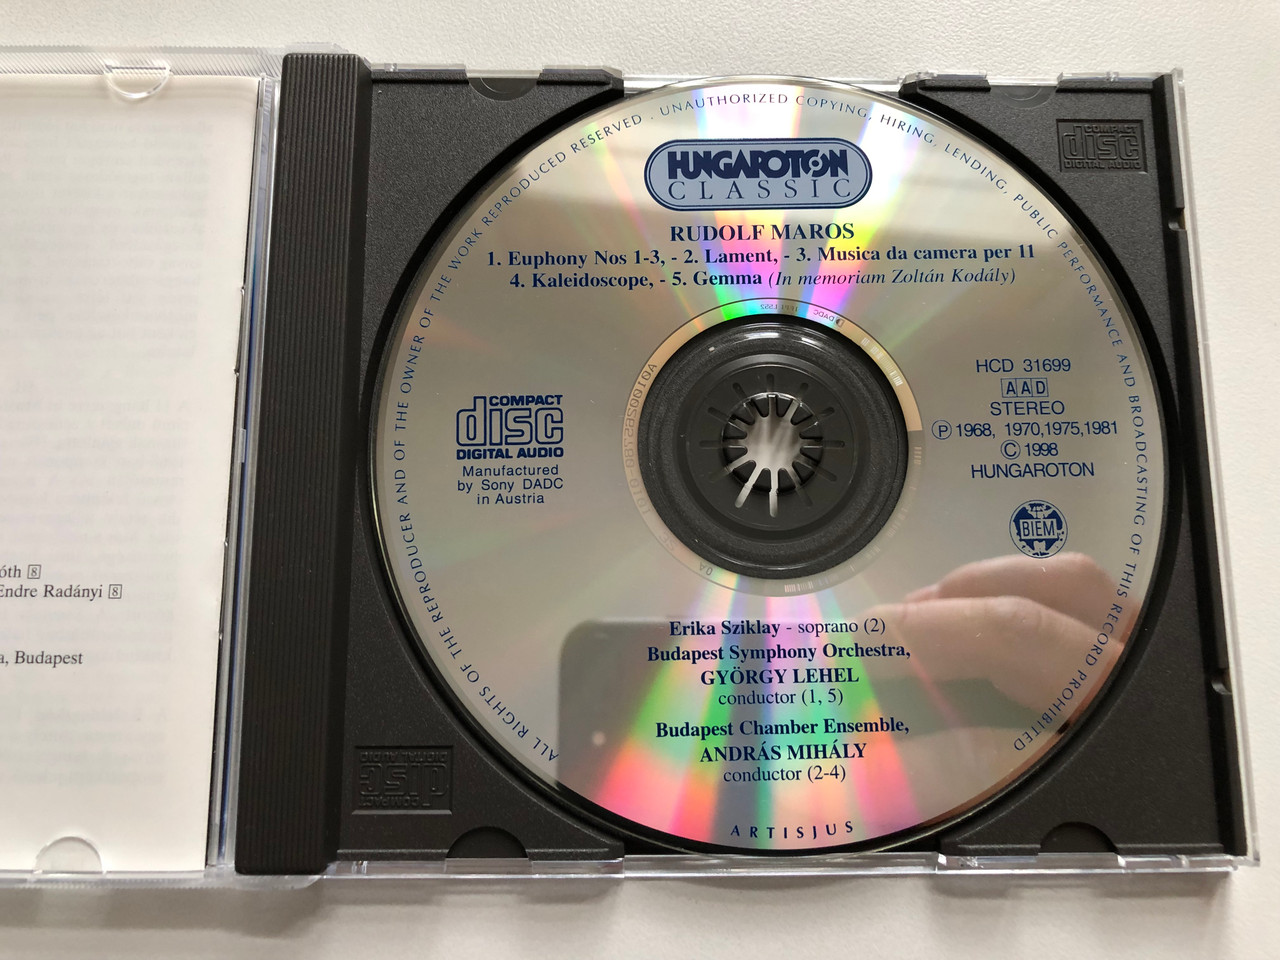 ALL RIGHTS OF THE REPRODUCER AND OF THE OWNER OF THE WORK REPRODUCED RESERVED . UNAUTHORIZED COPYING, HIRING, LENDING, PUBLIC PERFORMANCE AND BROADCASTING OF THIS RECORD PROHIBITED
HUNGAROTON
CLASSIC
RUDOLF MAROS
1. Euphony Nos 1-3, - 2. Lament, - 3. Musica da camera per 11
4. Kaleidoscope, - 5. Gemma (In memoriam Zoltán Kodály)
COMPACT
disc
DIGITAL AUDIO
Manufactured
by Sony DADC
in Austria
HCD 31699
AAD
STEREO
Ⓟ 1968, 1970,1975,1981
© 1998
HUNGAROTON
BIEM
Erika Sziklay - soprano (2)
Budapest Symphony Orchestra,
GYÖRGY LEHEL
conductor (1, 5)
Budapest Chamber Ensemble,
ANDRÁS MIHÁLY
conductor (2-4)
ARTISJUS
COMPACT
disc
DIGITAL AUDIO
COMPACT
disc
DIGITAL AUDIO
óth 8
Endre Radányi 8
a, Budapest